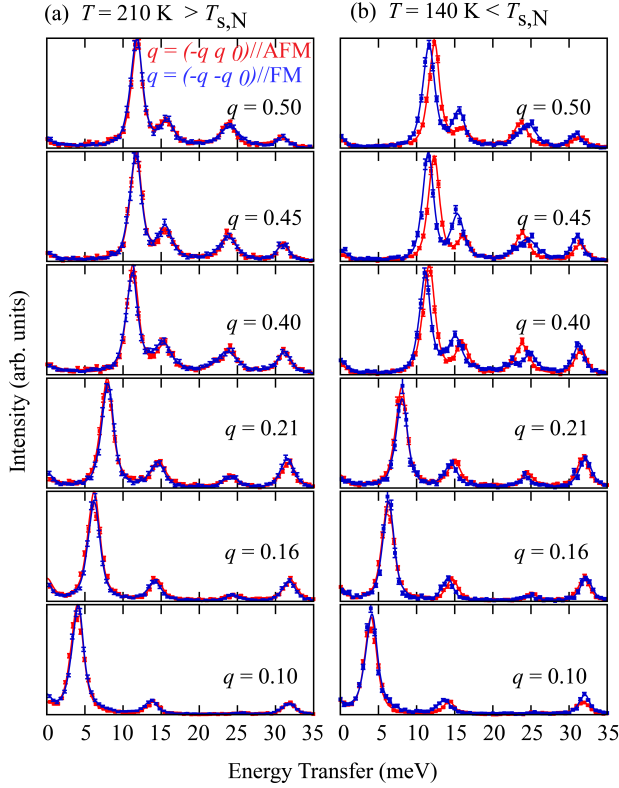 (a) T = 210 K > Ts,N
(b) T = 140 K < Ts,N
q = (-q q 0)//AFM
q = (-q -q 0)//FM
q = 0.50
q = 0.50
q = 0.45
q = 0.45
q = 0.40
q = 0.40
q = 0.21
q = 0.21
q = 0.16
q = 0.16
q = 0.10
q = 0.10
Intensity (arb. units)
0 5 10 15 20 25 30 35
0 5 10 15 20 25 30 35
Energy Transfer (meV)